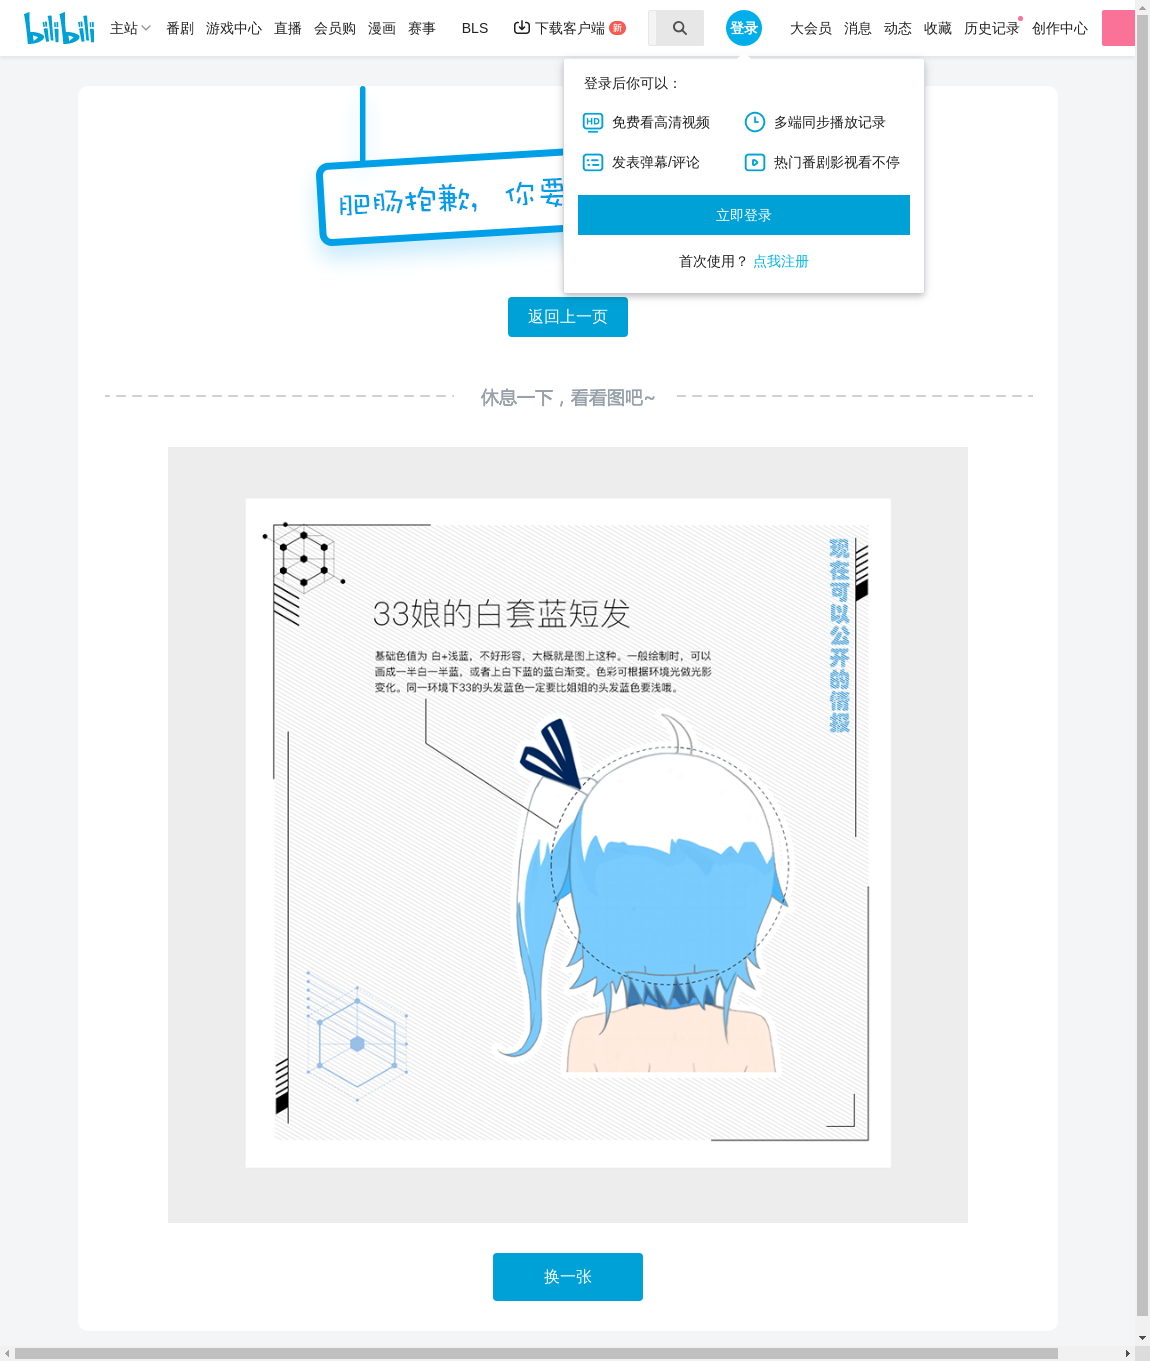 bilibili
主站
番剧
游戏中心
直播
会员购
漫画
赛事
BLS
下载客户端
新
登录
大会员
消息
动态
收藏
历史记录
创作中心
登录后你可以：
HD
免费看高清视频
多端同步播放记录
发表弹幕/评论
热门番剧影视看不停
立即登录
首次使用？ 点我注册
肥肠抱歉，你要
返回上一页
休息一下，看看图吧~
现在可以公开的情报
33娘的白套蓝短发
基础色值为 白+浅蓝，不好形容，大概就是图上这种。一般绘制时，可以
画成一半白一半蓝，或者上白下蓝的蓝白渐变。色彩可根据环境光做光影
变化。同一环境下33的头发蓝色一定要比姐姐的头发蓝色要浅哦。
换一张